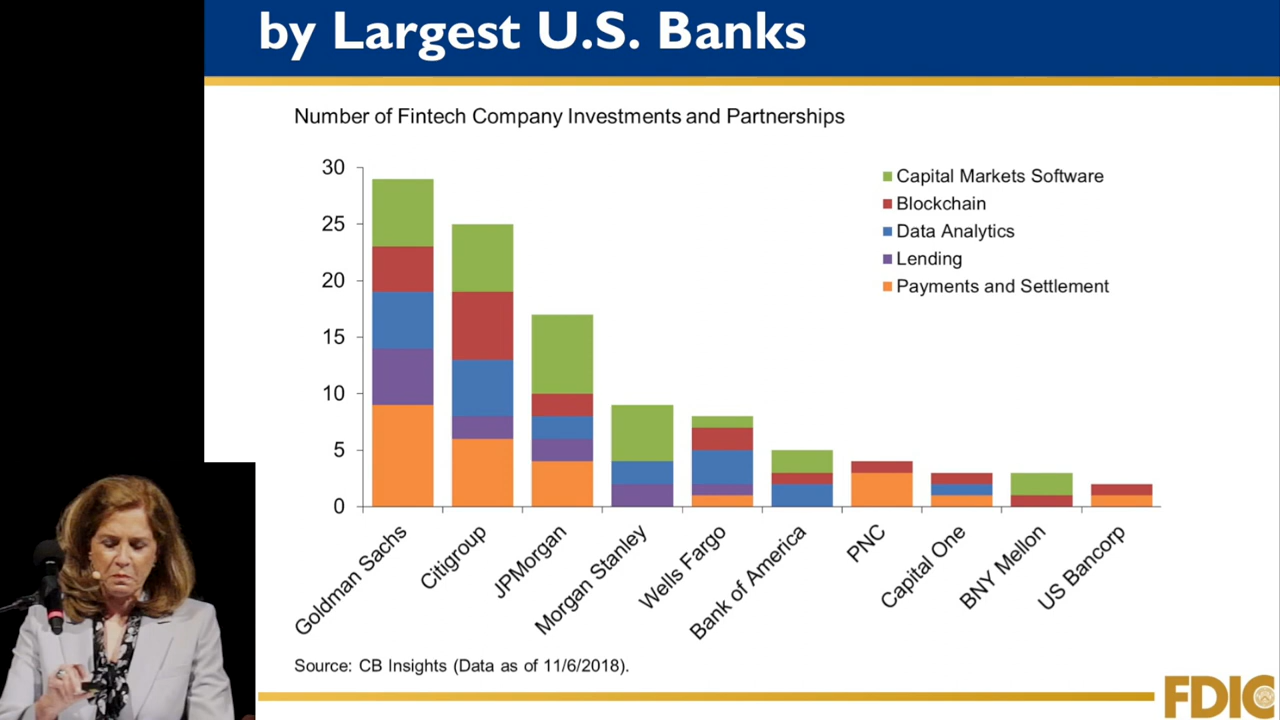 by Largest U.S. Banks
Number of Fintech Company Investments and Partnerships
30
25
20
15
10
5
0
Capital Markets Software
Blockchain
Data Analytics
Lending
Payments and Settlement
Goldman Sachs
Citigroup
JPMorgan
Morgan Stanley
Wells Fargo
Bank of America
PNC
Capital One
BNY Mellon
US Bancorp
Source: CB Insights (Data as of 11/6/2018).
FDIC